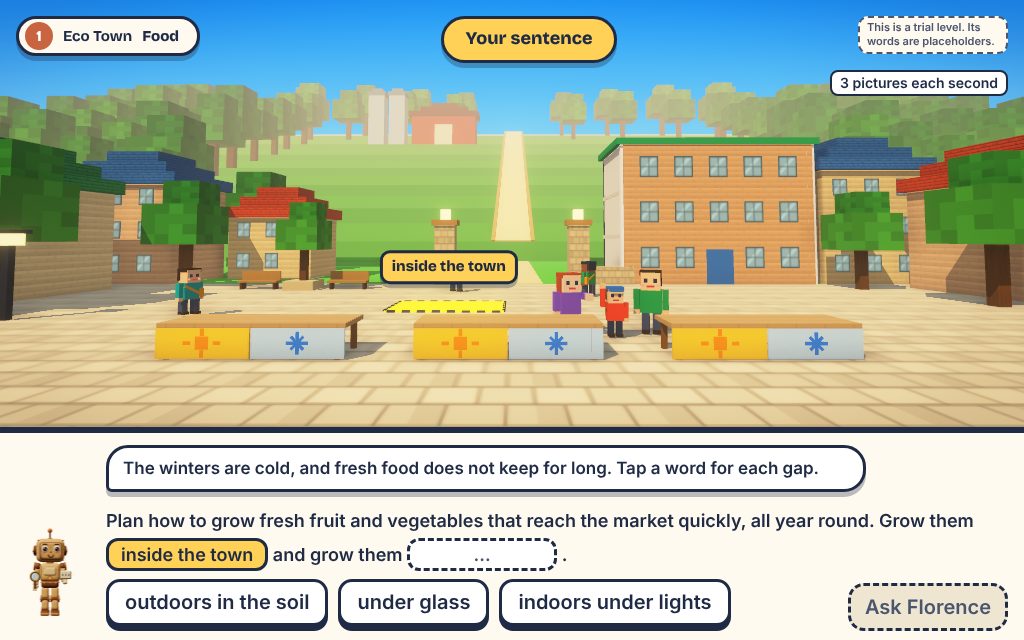 1 Eco Town Food
Your sentence
This is a trial level. Its
words are placeholders.
3 pictures each second
inside the town
The winters are cold, and fresh food does not keep for long. Tap a word for each gap.
Plan how to grow fresh fruit and vegetables that reach the market quickly, all year round. Grow them
inside the town and grow them ... .
outdoors in the soil
under glass
indoors under lights
Ask Florence